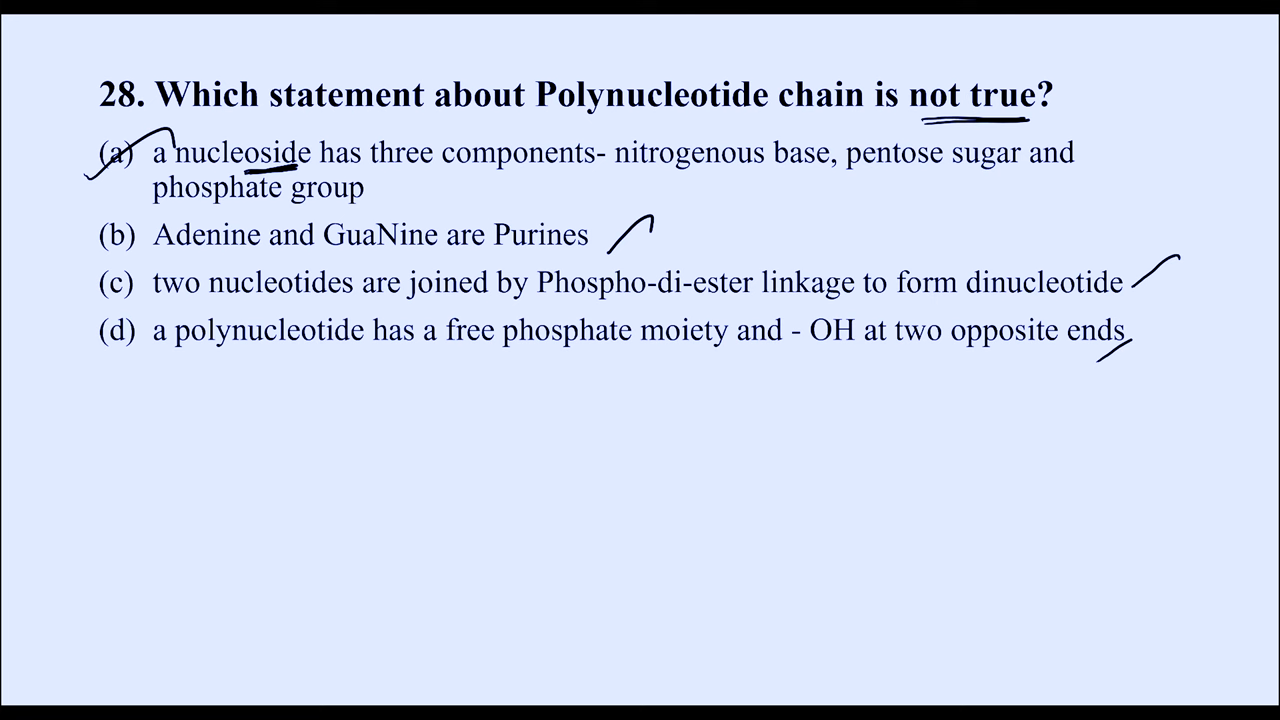 28. Which statement about Polynucleotide chain is not true?
(a) a nucleoside has three components- nitrogenous base, pentose sugar and
phosphate group
(b) Adenine and GuaNine are Purines
(c) two nucleotides are joined by Phospho-di-ester linkage to form dinucleotide
(d) a polynucleotide has a free phosphate moiety and - OH at two opposite ends